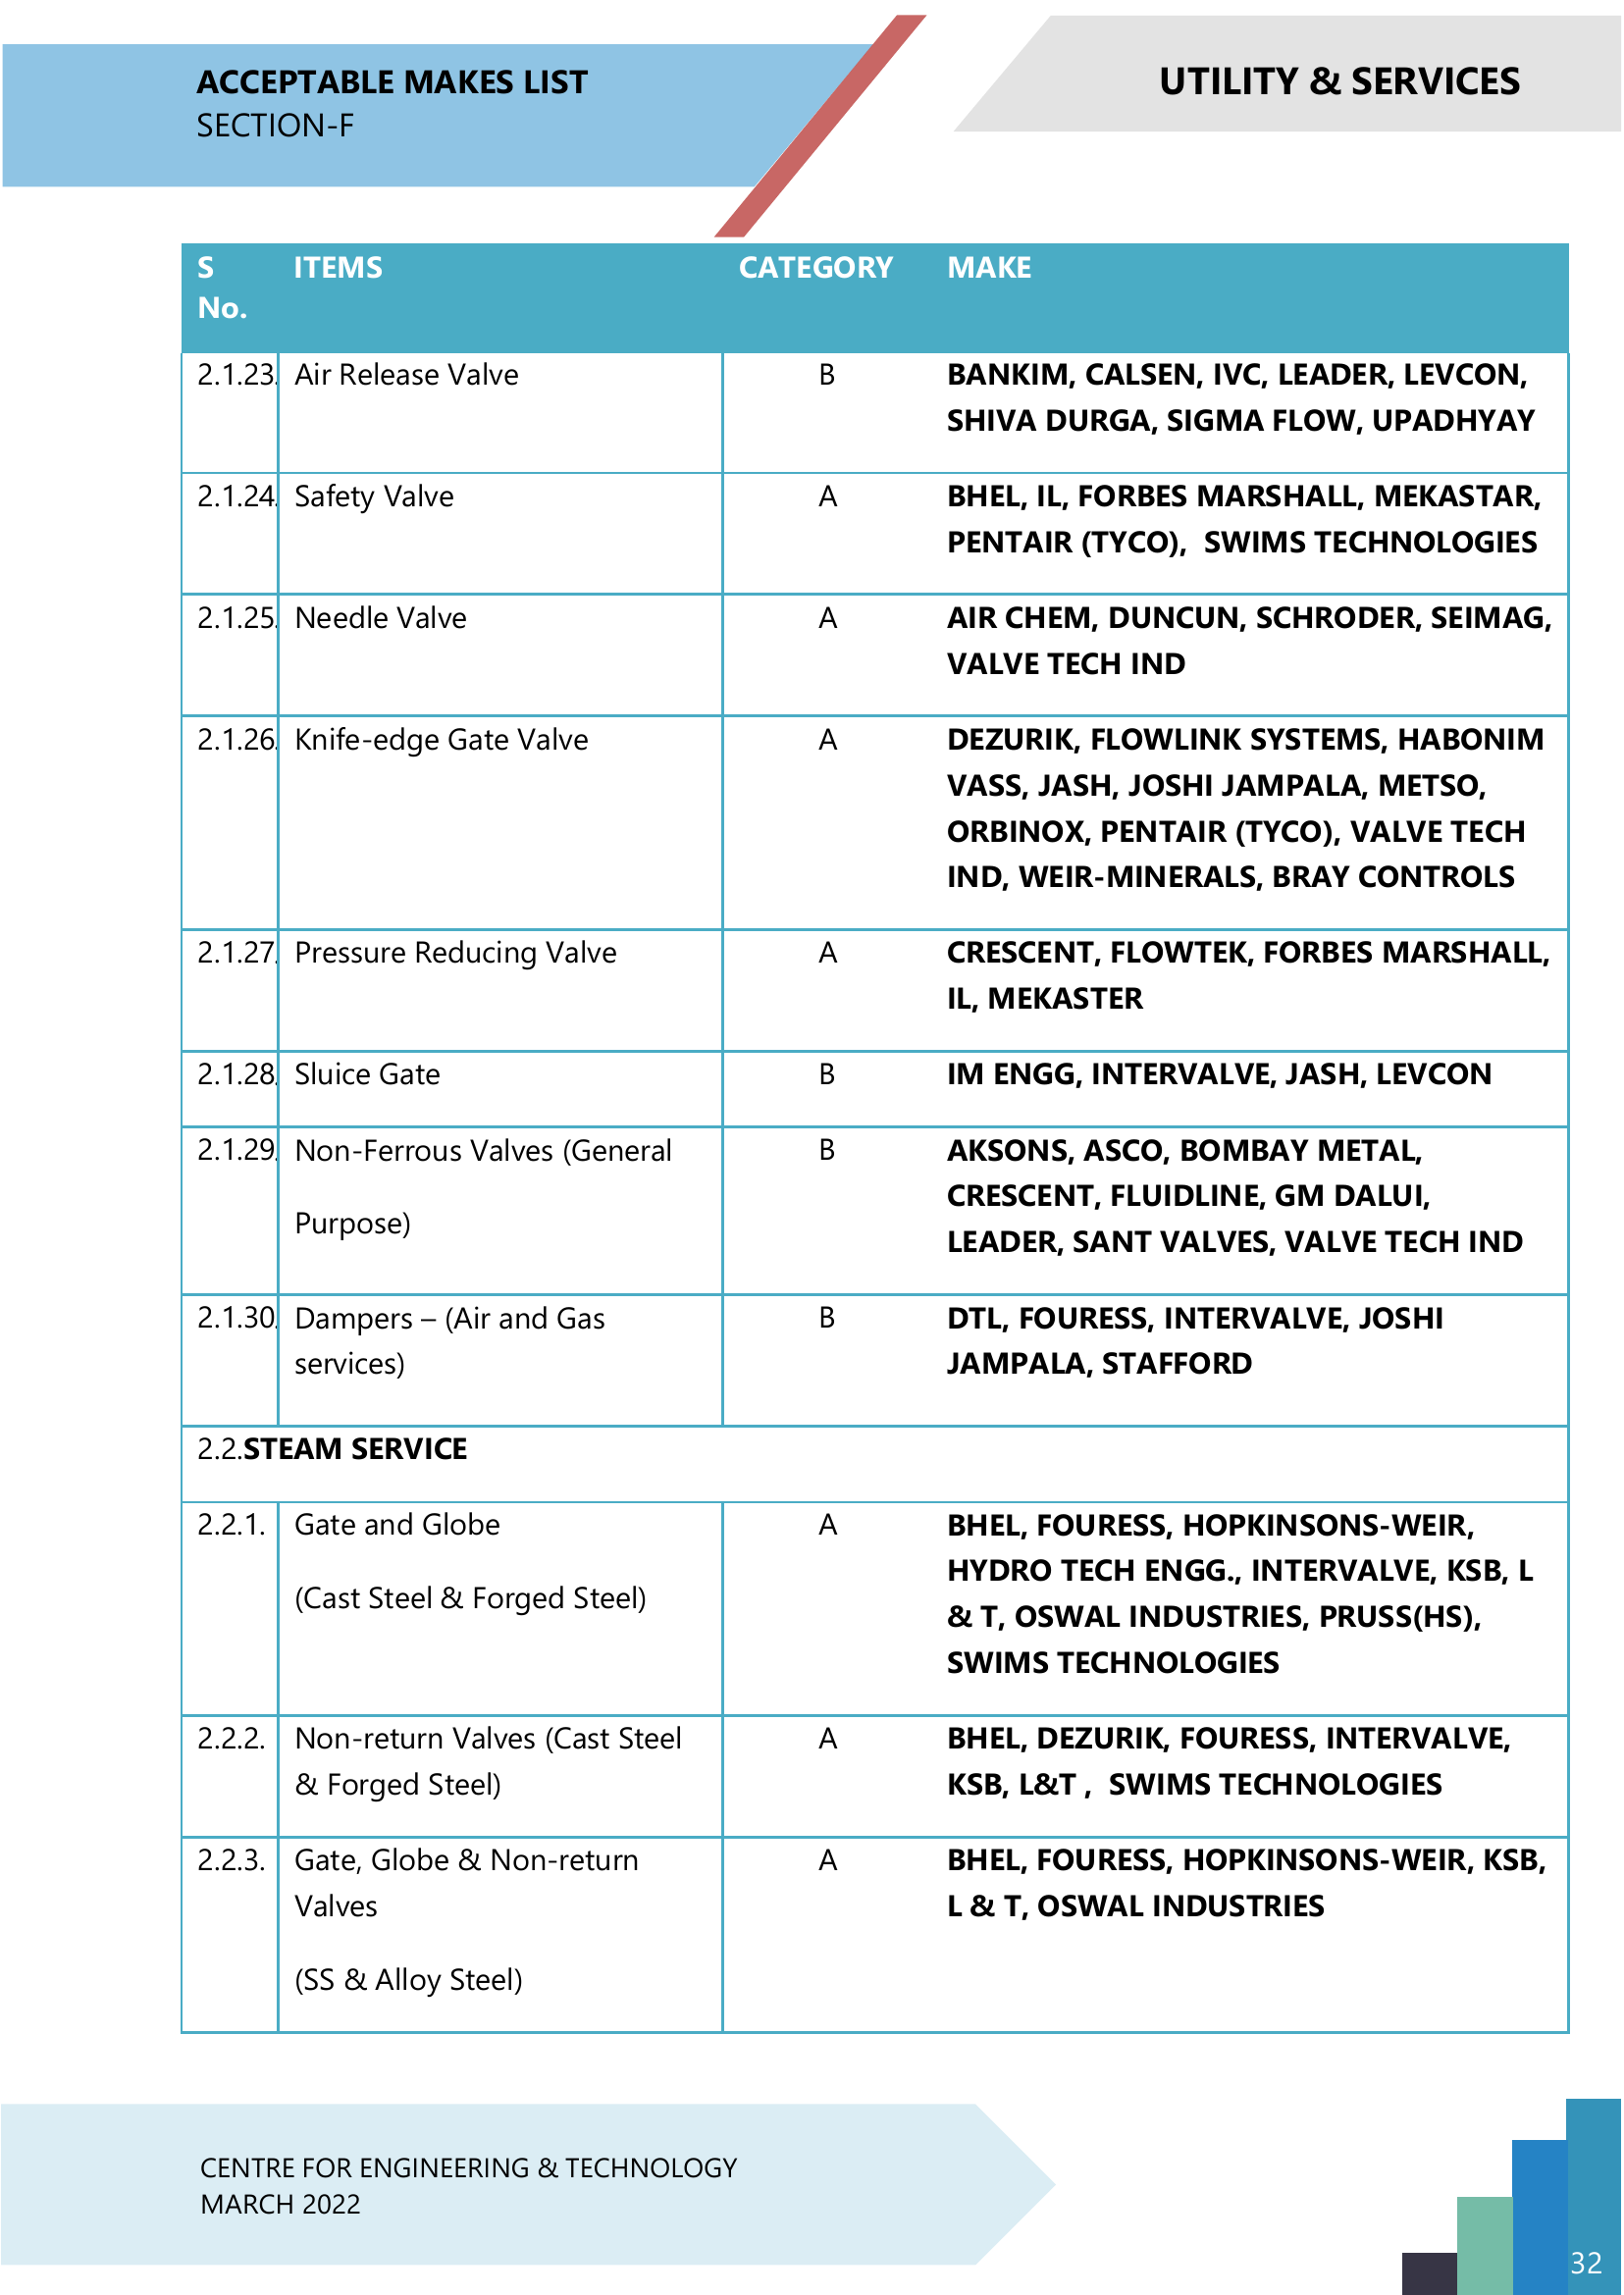 ACCEPTABLE MAKES LIST
SECTION-F
UTILITY & SERVICES
S No. ITEMS CATEGORY MAKE
2.1.23. Air Release Valve B BANKIM, CALSEN, IVC, LEADER, LEVCON,
SHIVA DURGA, SIGMA FLOW, UPADHYAY
2.1.24. Safety Valve A BHEL, IL, FORBES MARSHALL, MEKASTAR,
PENTAIR (TYCO), SWIMS TECHNOLOGIES
2.1.25. Needle Valve A AIR CHEM, DUNCUN, SCHRODER, SEIMAG,
VALVE TECH IND
2.1.26. Knife-edge Gate Valve A DEZURIK, FLOWLINK SYSTEMS, HABONIM
VASS, JASH, JOSHI JAMPALA, METSO,
ORBINOX, PENTAIR (TYCO), VALVE TECH
IND, WEIR-MINERALS, BRAY CONTROLS
2.1.27. Pressure Reducing Valve A CRESCENT, FLOWTEK, FORBES MARSHALL,
IL, MEKASTER
2.1.28. Sluice Gate B IM ENGG, INTERVALVE, JASH, LEVCON
2.1.29. Non-Ferrous Valves (General B AKSONS, ASCO, BOMBAY METAL,
Purpose) CRESCENT, FLUIDLINE, GM DALUI,
LEADER, SANT VALVES, VALVE TECH IND
2.1.30. Dampers – (Air and Gas B DTL, FOURESS, INTERVALVE, JOSHI
services) JAMPALA, STAFFORD
2.2.STEAM SERVICE
2.2.1. Gate and Globe A BHEL, FOURESS, HOPKINSONS-WEIR,
(Cast Steel & Forged Steel) HYDRO TECH ENGG., INTERVALVE, KSB, L
& T, OSWAL INDUSTRIES, PRUSS(HS),
SWIMS TECHNOLOGIES
2.2.2. Non-return Valves (Cast Steel A BHEL, DEZURIK, FOURESS, INTERVALVE,
& Forged Steel) KSB, L&T , SWIMS TECHNOLOGIES
2.2.3. Gate, Globe & Non-return A BHEL, FOURESS, HOPKINSONS-WEIR, KSB,
Valves L & T, OSWAL INDUSTRIES
(SS & Alloy Steel)
CENTRE FOR ENGINEERING & TECHNOLOGY
MARCH 2022
32